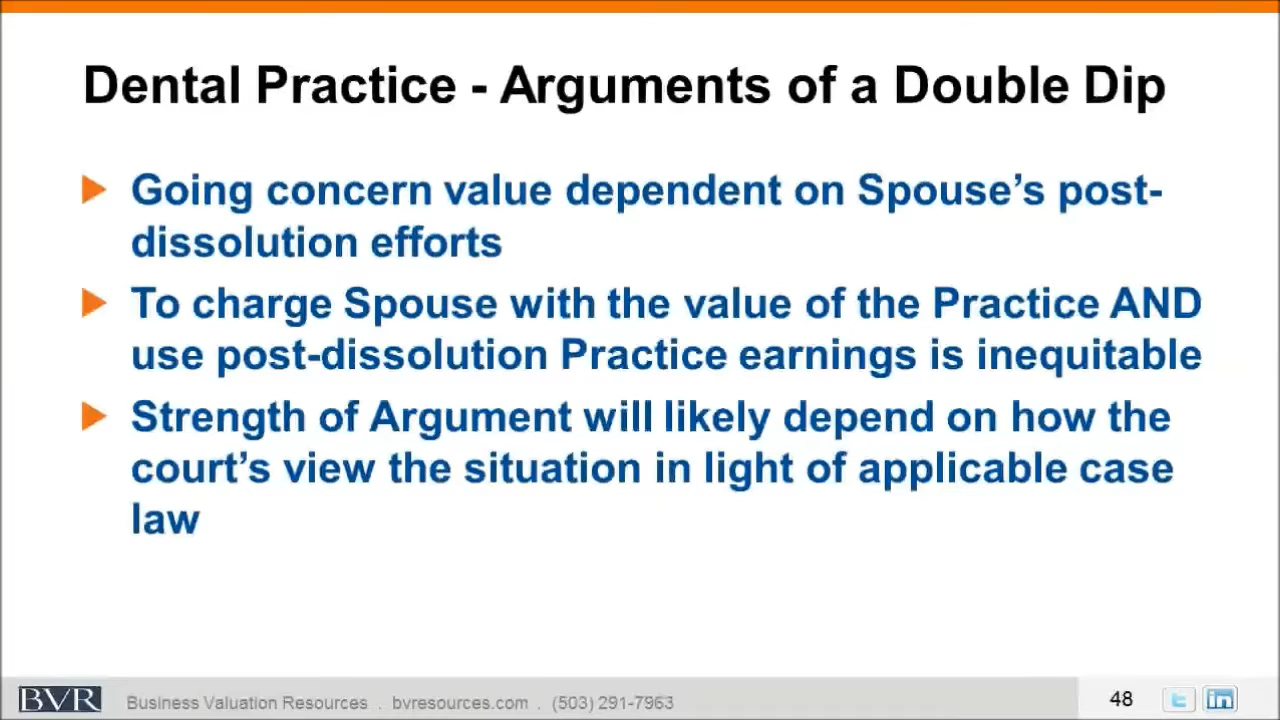 Dental Practice - Arguments of a Double Dip
Going concern value dependent on Spouse’s post-
dissolution efforts
To charge Spouse with the value of the Practice AND
use post-dissolution Practice earnings is inequitable
Strength of Argument will likely depend on how the
court’s view the situation in light of applicable case
law
BVR Business Valuation Resources . bvresources.com . (503) 291-7963 48 t in